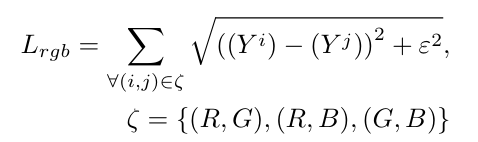 L_{rgb} = \sum_{\forall(i,j)\in\zeta} \sqrt{((Y^i) - (Y^j))^2 + \varepsilon^2},
\zeta = \{(R, G), (R, B), (G, B)\}